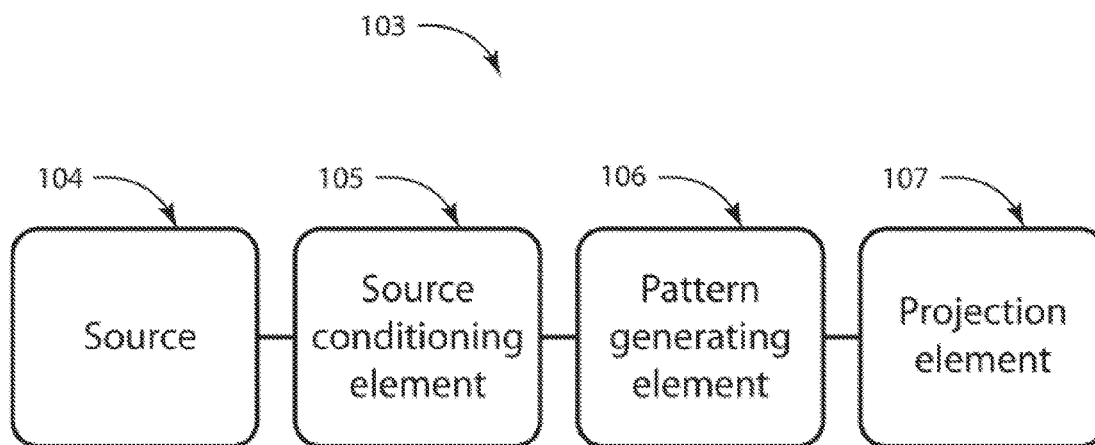 103
104
105
106
107
Source
Source
conditioning
element
Pattern
generating
element
Projection
element